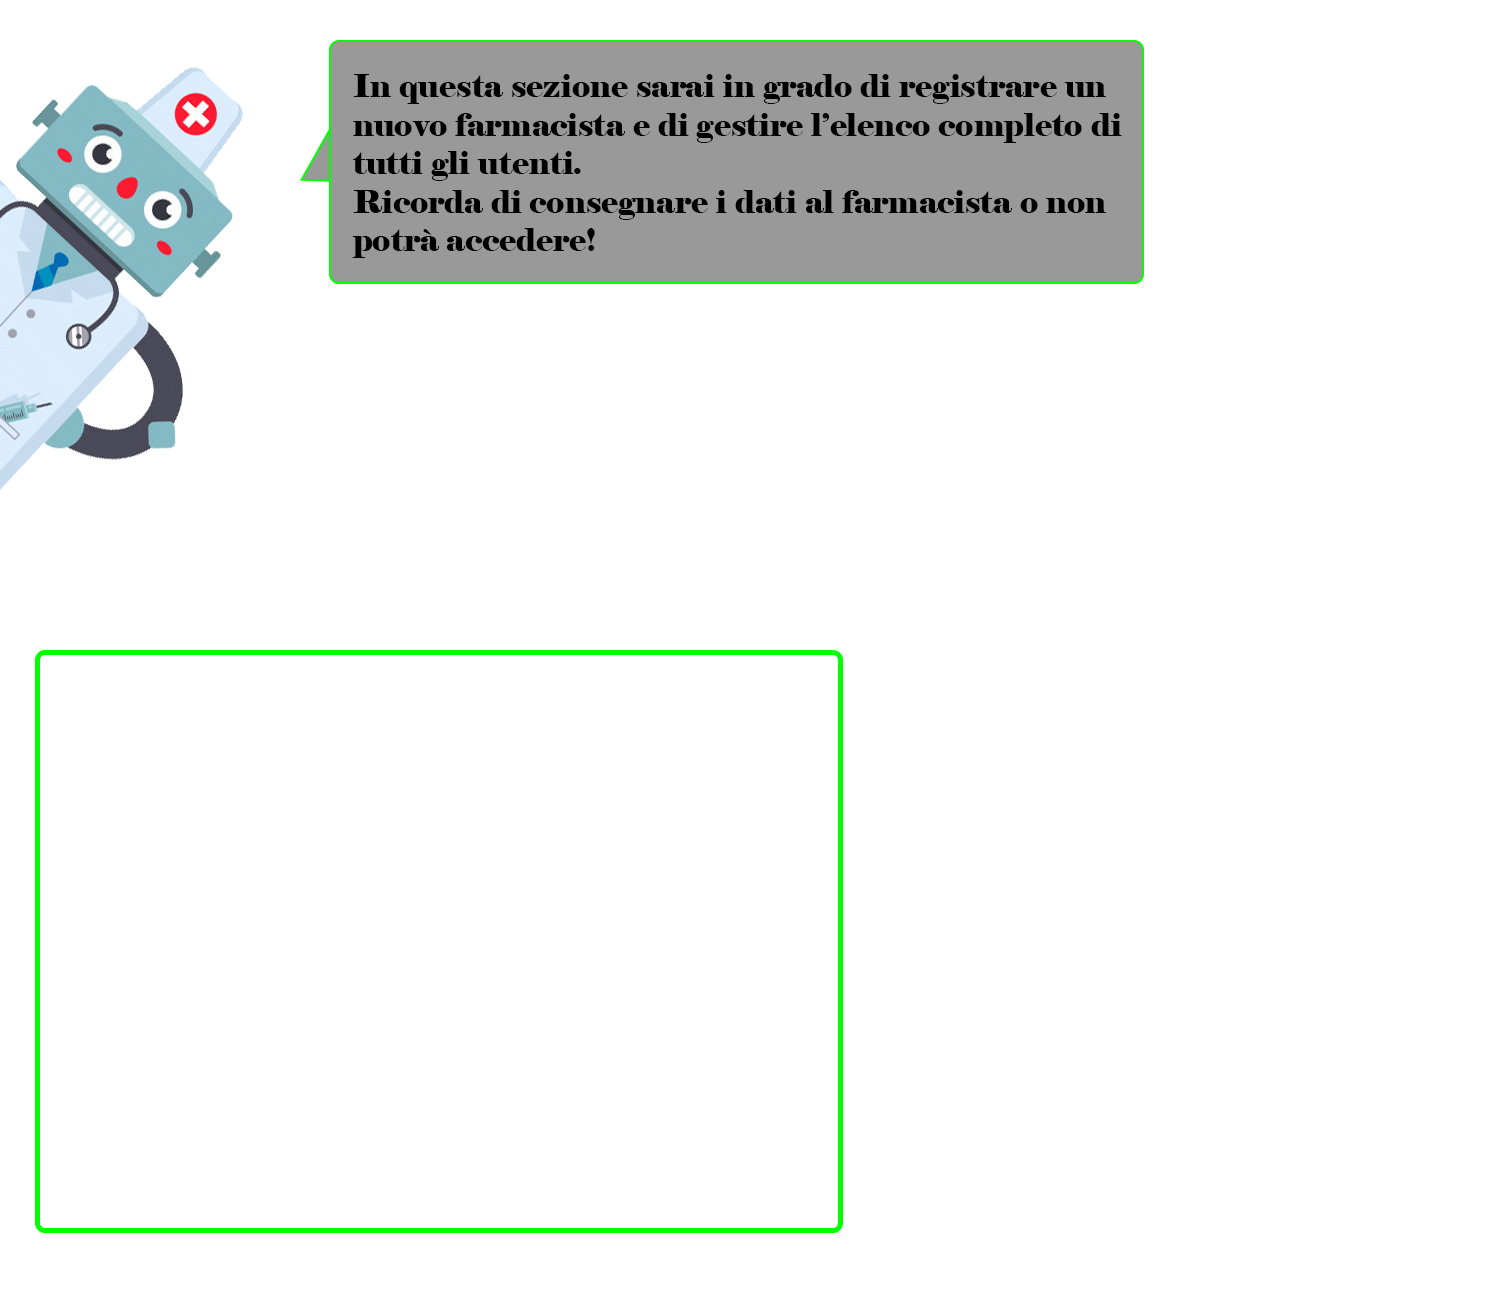 In questa sezione sarai in grado di registrare un
nuovo farmacista e di gestire l’elenco completo di
tutti gli utenti.
Ricorda di consegnare i dati al farmacista o non
potrà accedere!